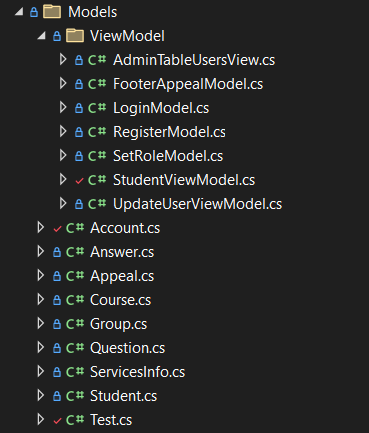 Models
ViewModel
C# AdminTableUsersView.cs
C# FooterAppealModel.cs
C# LoginModel.cs
C# RegisterModel.cs
C# SetRoleModel.cs
C# StudentViewModel.cs
C# UpdateUserViewModel.cs
C# Account.cs
C# Answer.cs
C# Appeal.cs
C# Course.cs
C# Group.cs
C# Question.cs
C# ServicesInfo.cs
C# Student.cs
C# Test.cs